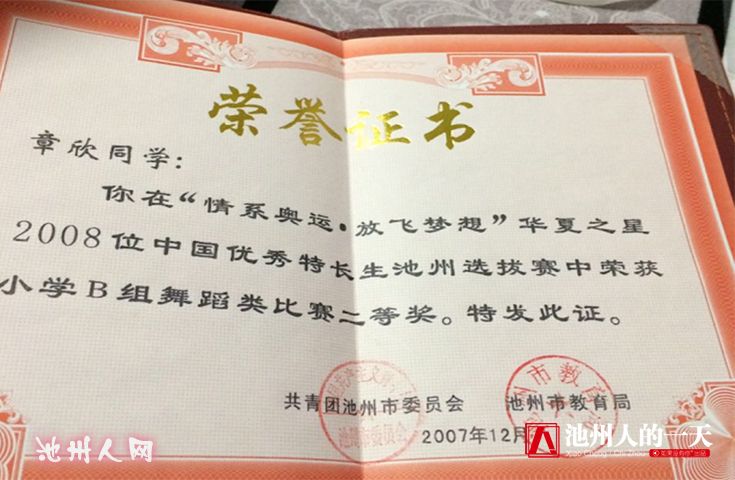 荣誉证书
章欣同学:
你在“情系奥运·放飞梦想”华夏之星
2008位中国优秀特长生池州选拔赛中荣获
小学B组舞蹈类比赛二等奖。特发此证。
共青团池州市委员会 池州市教育局
2007年12月
池州人网
池州人的一天